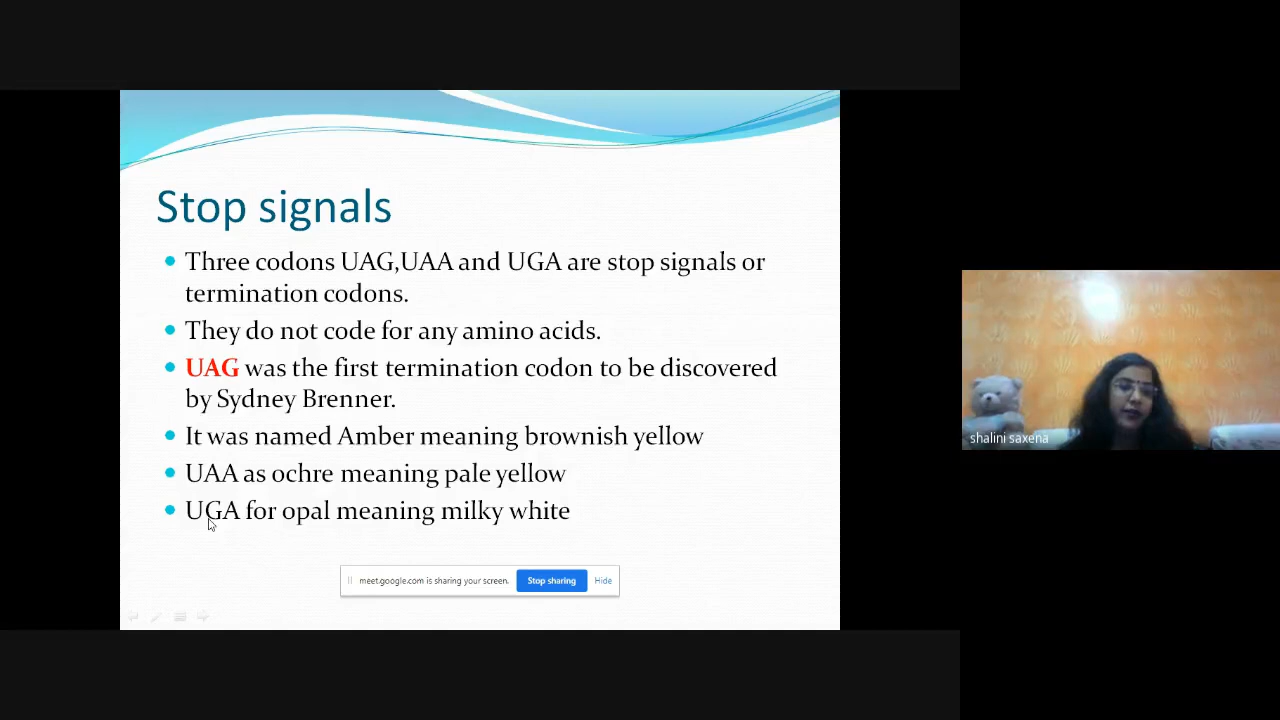 Stop signals
Three codons UAG,UAA and UGA are stop signals or
termination codons.
They do not code for any amino acids.
UAG was the first termination codon to be discovered
by Sydney Brenner.
It was named Amber meaning brownish yellow
UAA as ochre meaning pale yellow
UGA for opal meaning milky white
meet.google.com is sharing your screen. Stop sharing Hide
shalini saxena